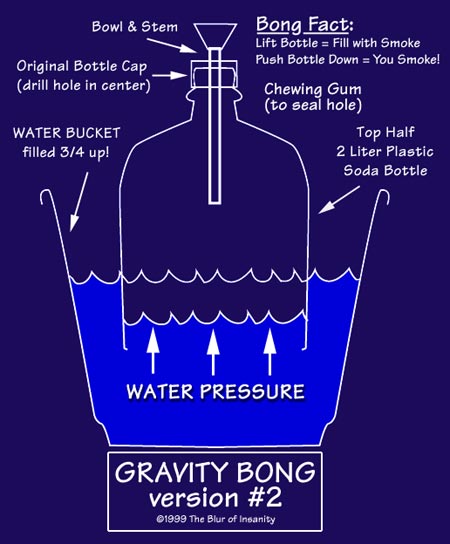 Bowl & Stem
Bong Fact:
Lift Bottle = Fill with Smoke
Push Bottle Down = You Smoke!
Original Bottle Cap
(drill hole in center)
Chewing Gum
(to seal hole)
WATER BUCKET
filled 3/4 up!
Top Half
2 Liter Plastic
Soda Bottle
WATER PRESSURE
GRAVITY BONG
version #2
©1999 The Blur of Insanity